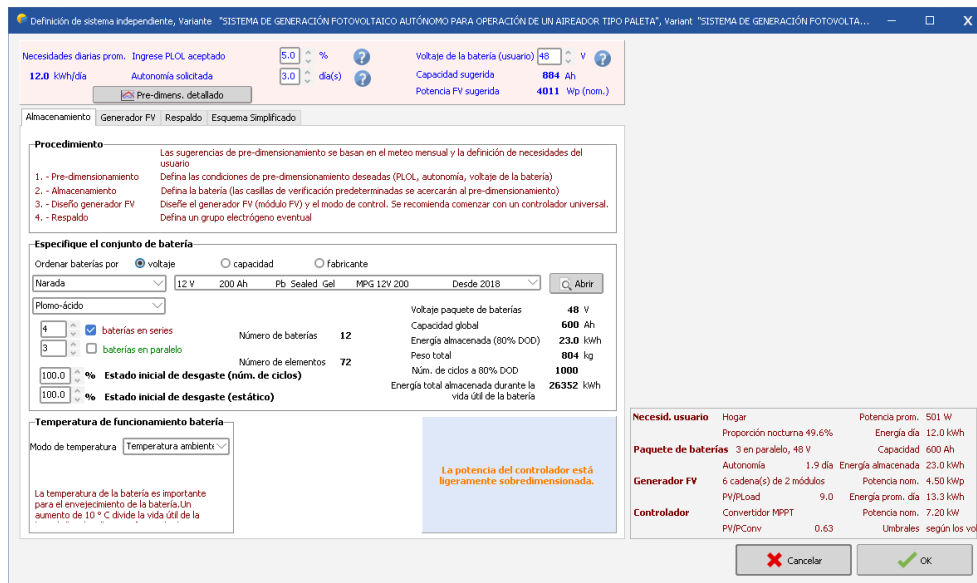 Definición de sistema independiente, Variante "SISTEMA DE GENERACIÓN FOTOVOLTAICO AUTÓNOMO PARA OPERACIÓN DE UN AIREADOR TIPO PALETA", Variant "SISTEMA DE GENERACIÓN FOTOVOLTA...
Necesidades diarias prom. Ingrese PLOL aceptado 5.0 % ? Voltaje de la batería (usuario) 48 V ?
12.0 kWh/día Autonomía solicitada 3.0 día(s) ? Capacidad sugerida 884 Ah
Pre-dimens. detallado Potencia FV sugerida 4011 Wp (nom.)
Almacenamiento Generador FV Respaldo Esquema Simplificado
Procedimiento
Las sugerencias de pre-dimensionamiento se basan en el meteo mensual y la definición de necesidades del
usuario
1. - Pre-dimensionamiento Defina las condiciones de pre-dimensionamiento deseadas (PLOL, autonomía, voltaje de la batería)
2. - Almacenamiento Defina la batería (las casillas de verificación predeterminadas se acercarán al pre-dimensionamiento)
3. - Diseño generador FV Diseñe el generador FV (módulo FV) y el modo de control. Se recomienda comenzar con un controlador universal.
4. - Respaldo Defina un grupo electrógeno eventual
Especifique el conjunto de batería
Ordenar baterías por voltaje capacidad fabricante
Narada 12 V 200 Ah Pb Sealed Gel MPG 12V 200 Desde 2018 Abrir
Plomo-ácido
Voltaje paquete de baterías 48 V
4 baterías en series Número de baterías 12 Capacidad global 600 Ah
3 baterías en paralelo Energía almacenada (80% DOD) 23.0 kWh
Número de elementos 72 Peso total 804 kg
100.0 % Estado inicial de desgaste (núm. de ciclos) Núm. de ciclos a 80% DOD 1000
100.0 % Estado inicial de desgaste (estático) Energía total almacenada durante la 26352 kWh
vida útil de la batería
Temperatura de funcionamiento batería
Modo de temperatura Temperatura ambiente
La temperatura de la batería es importante
para el envejecimiento de la batería.Un
aumento de 10 ° C divide la vida útil de la
La potencia del controlador está
ligeramente sobredimensionada.
Necesid. usuario Hogar Potencia prom. 501 W
Proporción nocturna 49.6% Energía día 12.0 kWh
Paquete de baterías 3 en paralelo, 48 V Capacidad 600 Ah
Autonomía 1.9 día Energía almacenada 23.0 kWh
Generador FV 6 cadena(s) de 2 módulos Potencia nom. 4.50 kWp
PV/PLoad 9.0 Energía prom. día 13.3 kWh
Controlador Convertidor MPPT Potencia nom. 7.20 kW
PV/PConv 0.63 Umbrales según los vol
Cancelar OK